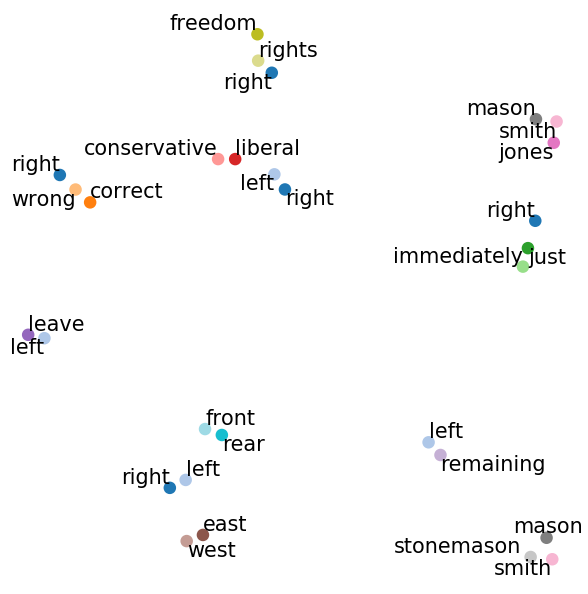 freedom
rights
right
mason
smith
jones
conservative liberal
right
left
wrong correct
right
right
immediately just
leave
left
front
rear
left
remaining
left
right
east
west
mason
stonemason
smith